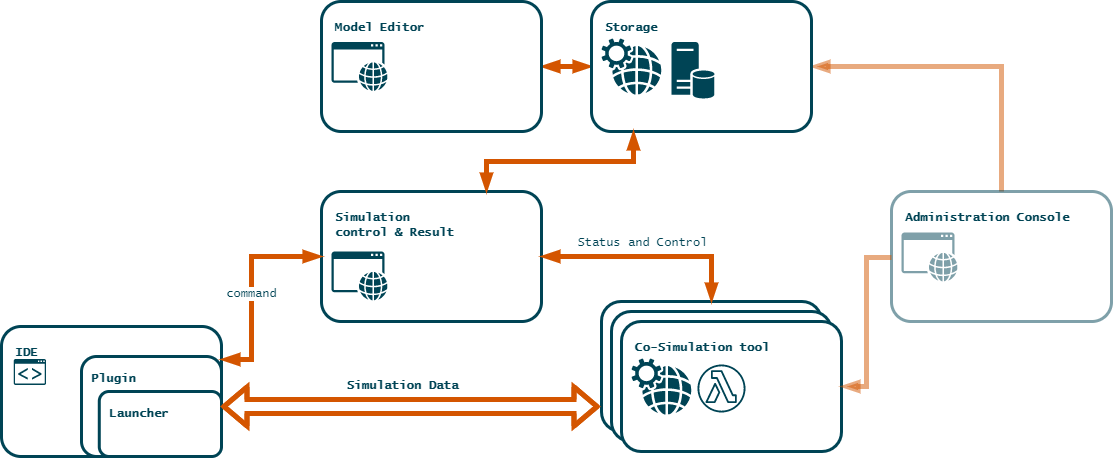 Model Editor
Storage
Simulation
control & Result
Administration Console
Status and Control
command
IDE
<>
Plugin
Launcher
Simulation Data
Co-Simulation tool
λ